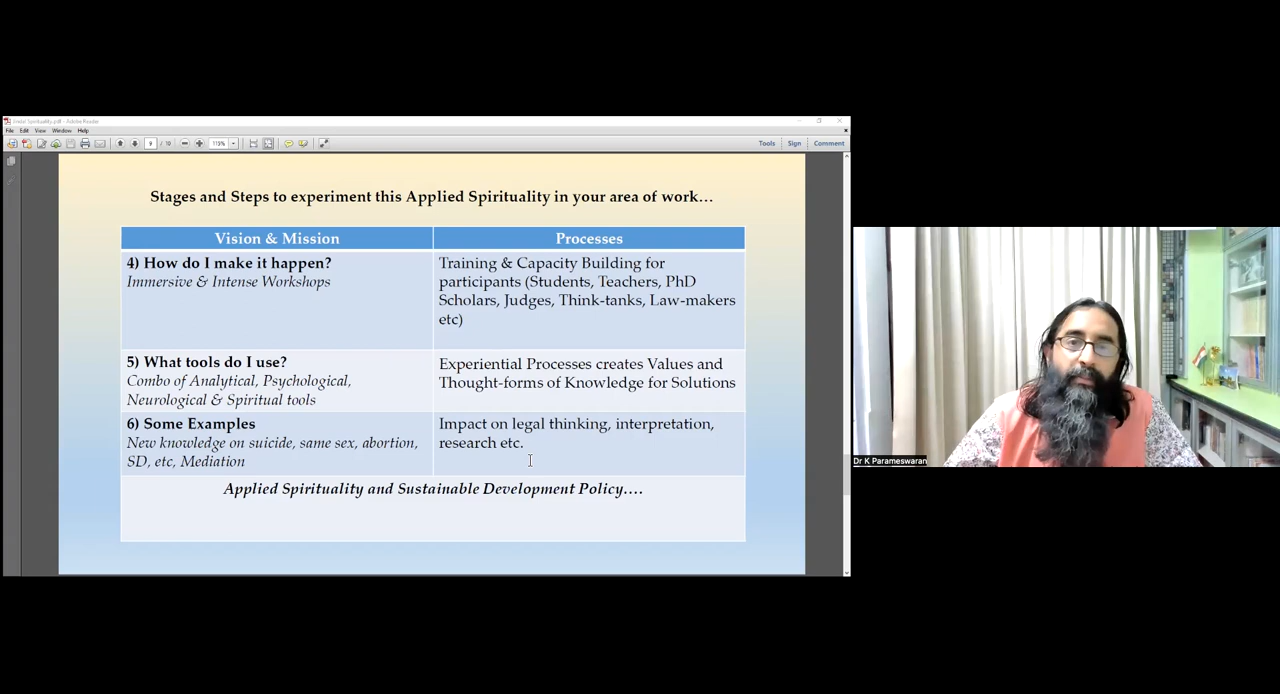 File Edit View Window Help
9 / 10
115%
Tools Sign Comment
Stages and Steps to experiment this Applied Spirituality in your area of work…
Vision & Mission
Processes
4) How do I make it happen?
Immersive & Intense Workshops
Training & Capacity Building for
participants (Students, Teachers, PhD
Scholars, Judges, Think-tanks, Law-makers
etc)
5) What tools do I use?
Combo of Analytical, Psychological,
Neurological & Spiritual tools
Experiential Processes creates Values and
Thought-forms of Knowledge for Solutions
6) Some Examples
New knowledge on suicide, same sex, abortion,
SD, etc, Mediation
Impact on legal thinking, interpretation,
research etc.
Applied Spirituality and Sustainable Development Policy….
Dr K Parameswaran